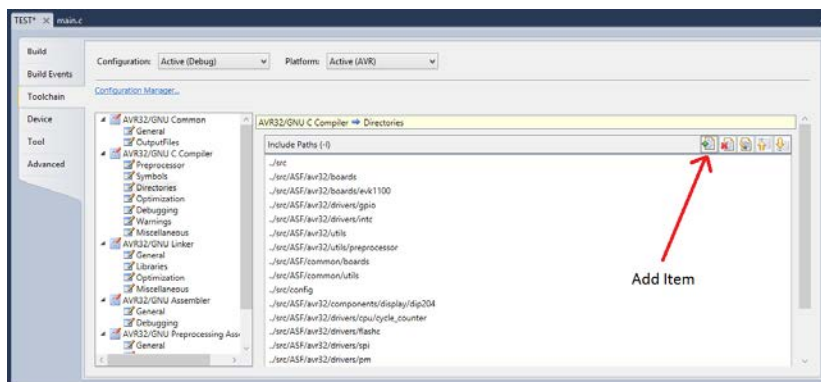 TEST* × main.c
Build
Build Events
Toolchain
Device
Tool
Advanced
Configuration: Active (Debug) Platform: Active (AVR)
Configuration Manager...
AVR32/GNU Common
General
OutputFiles
AVR32/GNU C Compiler
Preprocessor
Symbols
Directories
Optimization
Debugging
Warnings
Miscellaneous
AVR32/GNU Linker
General
Libraries
Optimization
Miscellaneous
AVR32/GNU Assembler
General
Debugging
AVR32/GNU Preprocessing Asse
General
AVR32/GNU C Compiler ➡ Directories
Include Paths (-I)
../src
../src/ASF/avr32/boards
../src/ASF/avr32/boards/evk1100
../src/ASF/avr32/drivers/gpio
../src/ASF/avr32/drivers/intc
../src/ASF/avr32/utils
../src/ASF/avr32/utils/preprocessor
../src/ASF/common/boards
../src/ASF/common/utils
../src/config
../src/ASF/avr32/components/display/dip204
../src/ASF/avr32/drivers/cpu/cycle_counter
../src/ASF/avr32/drivers/flashc
../src/ASF/avr32/drivers/spi
../src/ASF/avr32/drivers/pm
Add Item